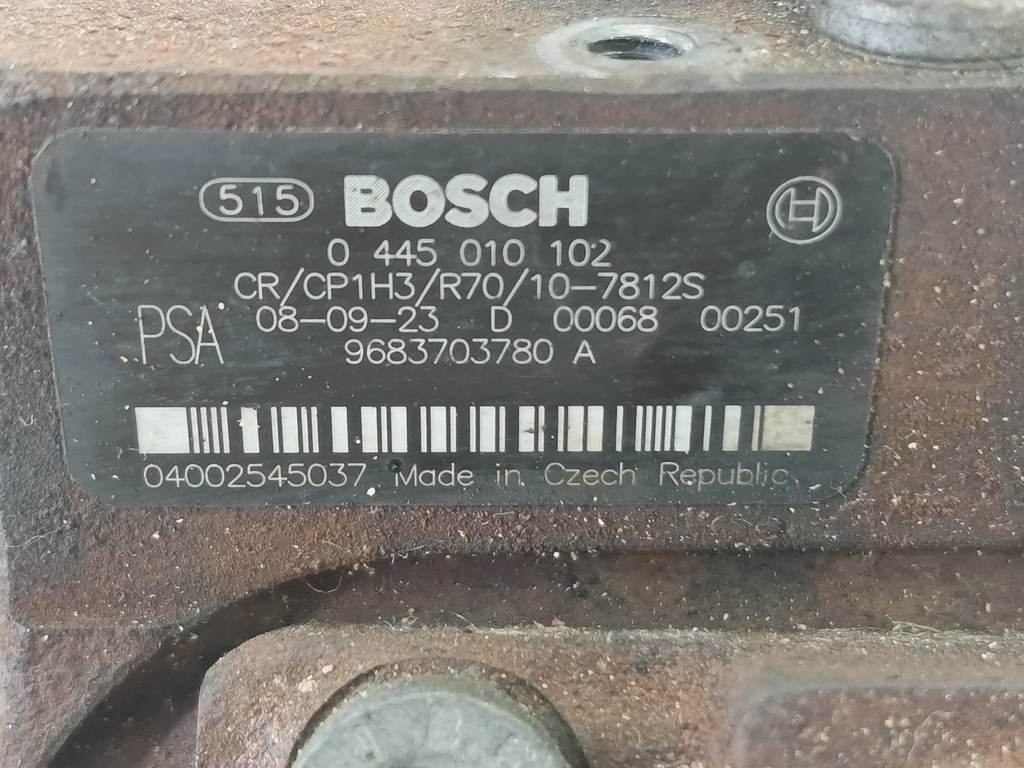 515 BOSCH
0 445 010 102
CR/CP1H3/R70/10-7812S
PSA 08-09-23 D 00068 00251
9683703780 A
04002545037 Made in Czech Republic